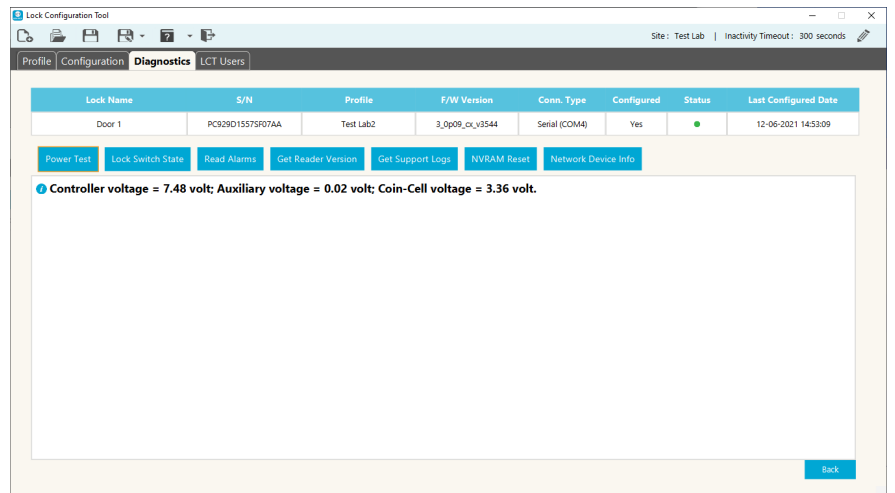 Lock Configuration Tool
Site : Test Lab | Inactivity Timeout : 300 seconds
Profile Configuration Diagnostics LCT Users
Lock Name S/N Profile F/W Version Conn. Type Configured Status Last Configured Date
Door 1 PC929D1557SF07AA Test Lab2 3_0p09_cx_v3544 Serial (COM4) Yes 12-06-2021 14:53:09
Power Test Lock Switch State Read Alarms Get Reader Version Get Support Logs NVRAM Reset Network Device Info
Controller voltage = 7.48 volt; Auxiliary voltage = 0.02 volt; Coin-Cell voltage = 3.36 volt.
Back